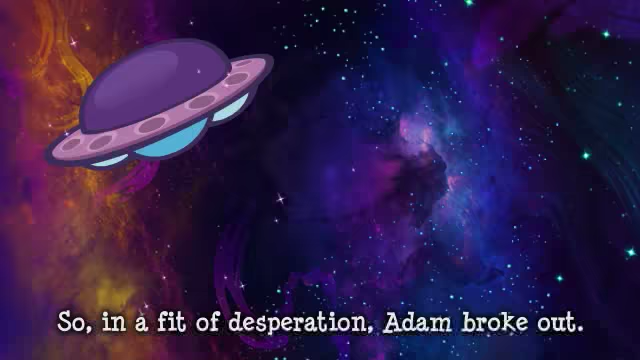 So, in a fit of desperation, Adam broke out.